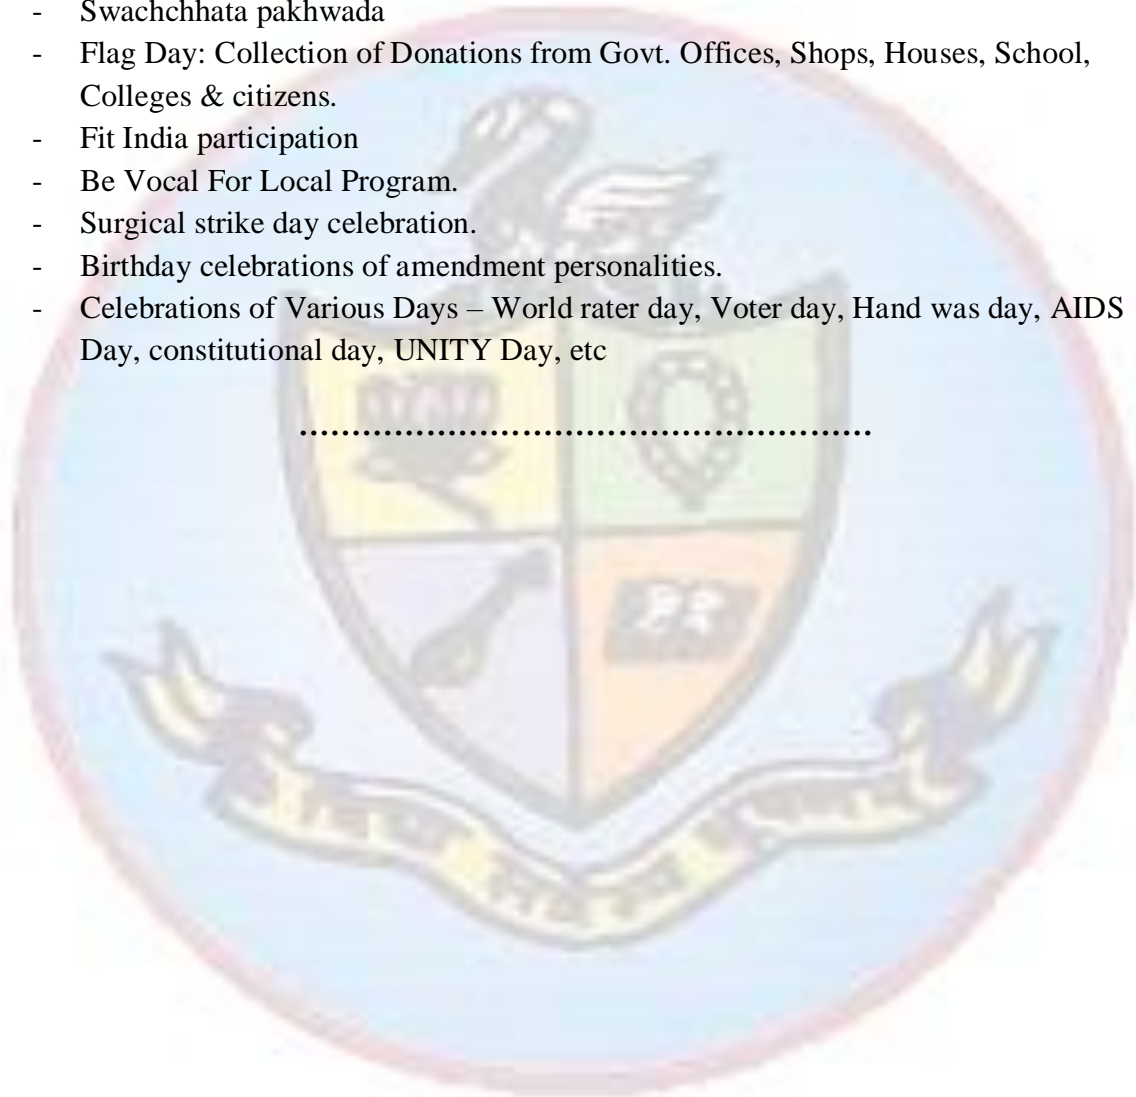 - Swachchhata pakhwada
- Flag Day: Collection of Donations from Govt. Offices, Shops, Houses, School,
Colleges & citizens.
- Fit India participation
- Be Vocal For Local Program.
- Surgical strike day celebration.
- Birthday celebrations of amendment personalities.
- Celebrations of Various Days – World rater day, Voter day, Hand was day, AIDS
Day, constitutional day, UNITY Day, etc
.......................................................